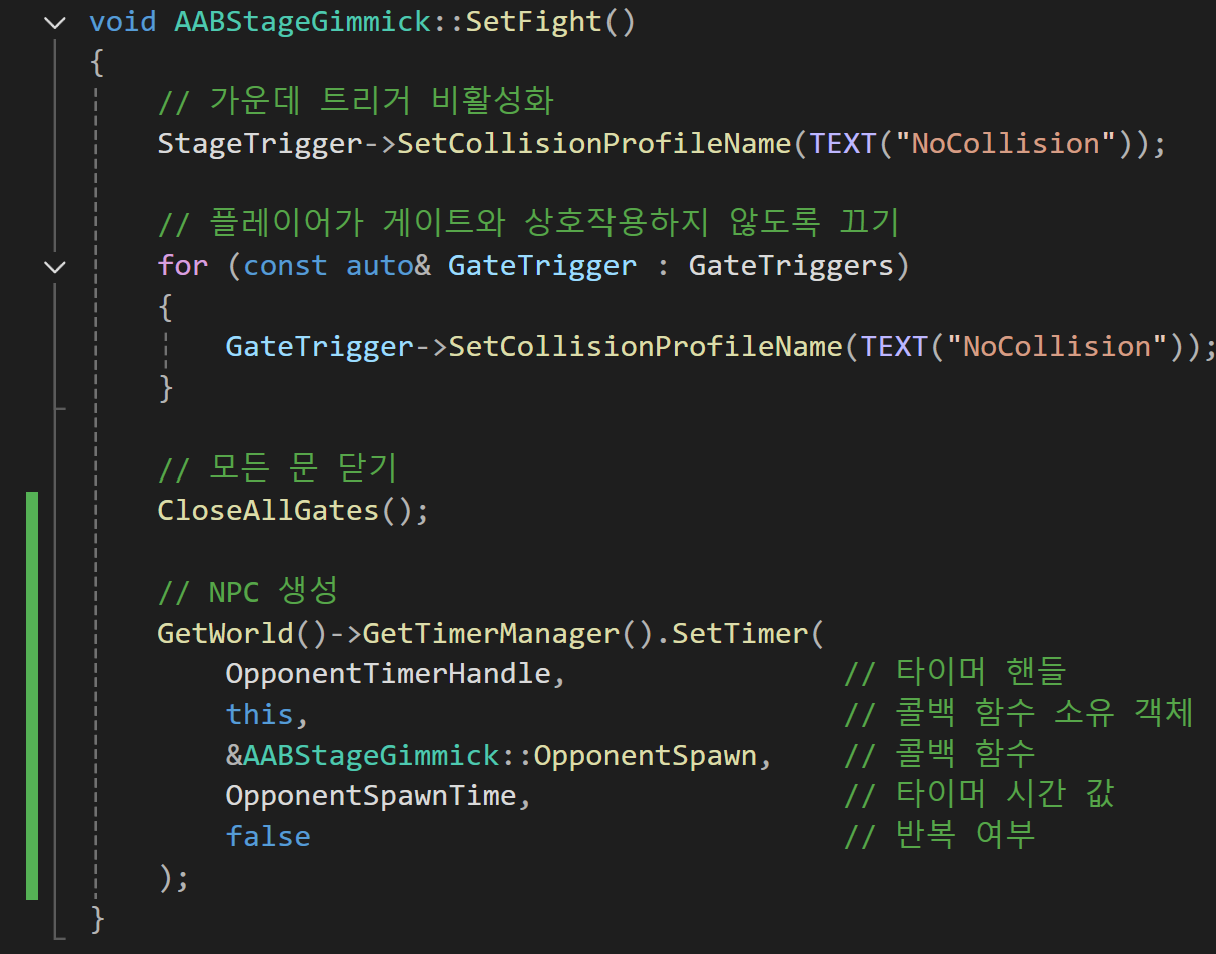 void AABStageGimmick::SetFight()
{
// 가운데 트리거 비활성화
StageTrigger->SetCollisionProfileName(TEXT("NoCollision"));
// 플레이어가 게이트와 상호작용하지 않도록 끄기
for (const auto& GateTrigger : GateTriggers)
{
GateTrigger->SetCollisionProfileName(TEXT("NoCollision"));
}
// 모든 문 닫기
CloseAllGates();
// NPC 생성
GetWorld()->GetTimerManager().SetTimer(
OpponentTimerHandle, // 타이머 핸들
this, // 콜백 함수 소유 객체
&AABStageGimmick::OpponentSpawn, // 콜백 함수
OpponentSpawnTime, // 타이머 시간 값
false // 반복 여부
);
}